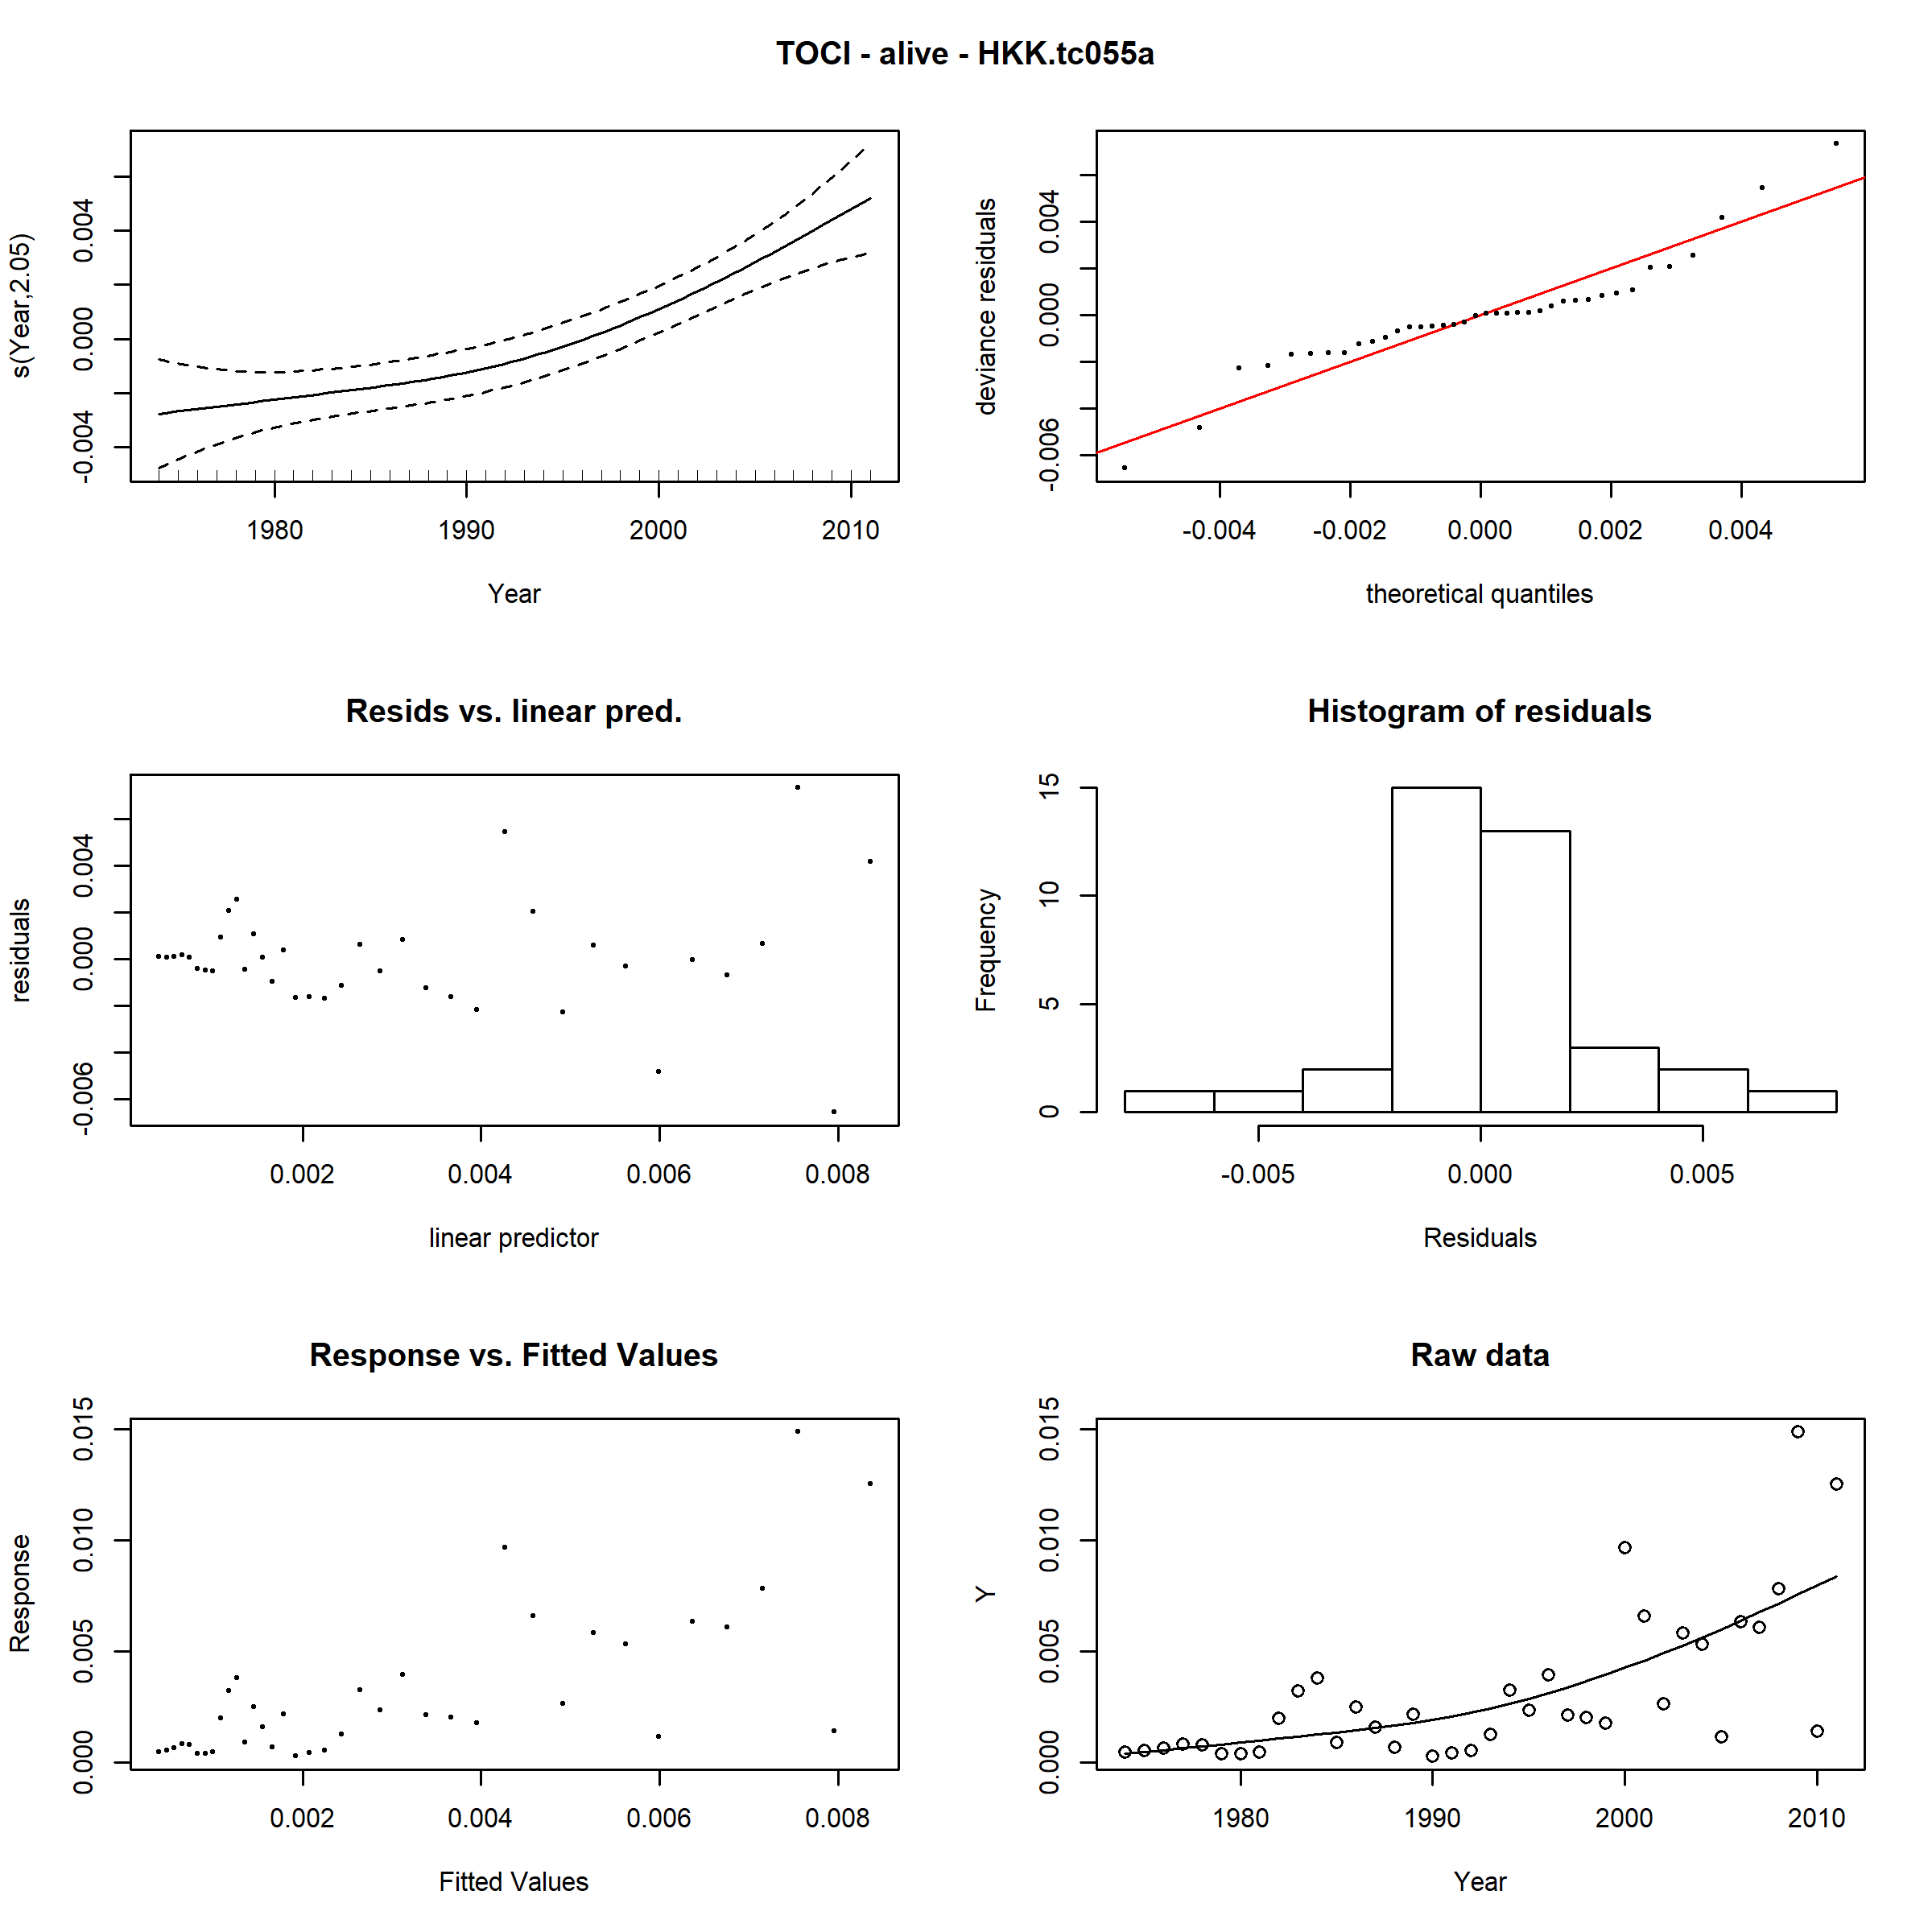 TOCI - alive - HKK.tc055a
s(Year,2.05)
-0.004 0.000 0.004
1980 1990 2000 2010
Year
deviance residuals
-0.006 0.000 0.004
-0.004 -0.002 0.000 0.002 0.004
theoretical quantiles
Resids vs. linear pred.
residuals
-0.006 0.000 0.004
0.002 0.004 0.006 0.008
linear predictor
Histogram of residuals
Frequency
0 5 10 15
-0.005 0.000 0.005
Residuals
Response vs. Fitted Values
Response
0.000 0.005 0.010 0.015
0.002 0.004 0.006 0.008
Fitted Values
Raw data
Y
0.000 0.005 0.010 0.015
1980 1990 2000 2010
Year